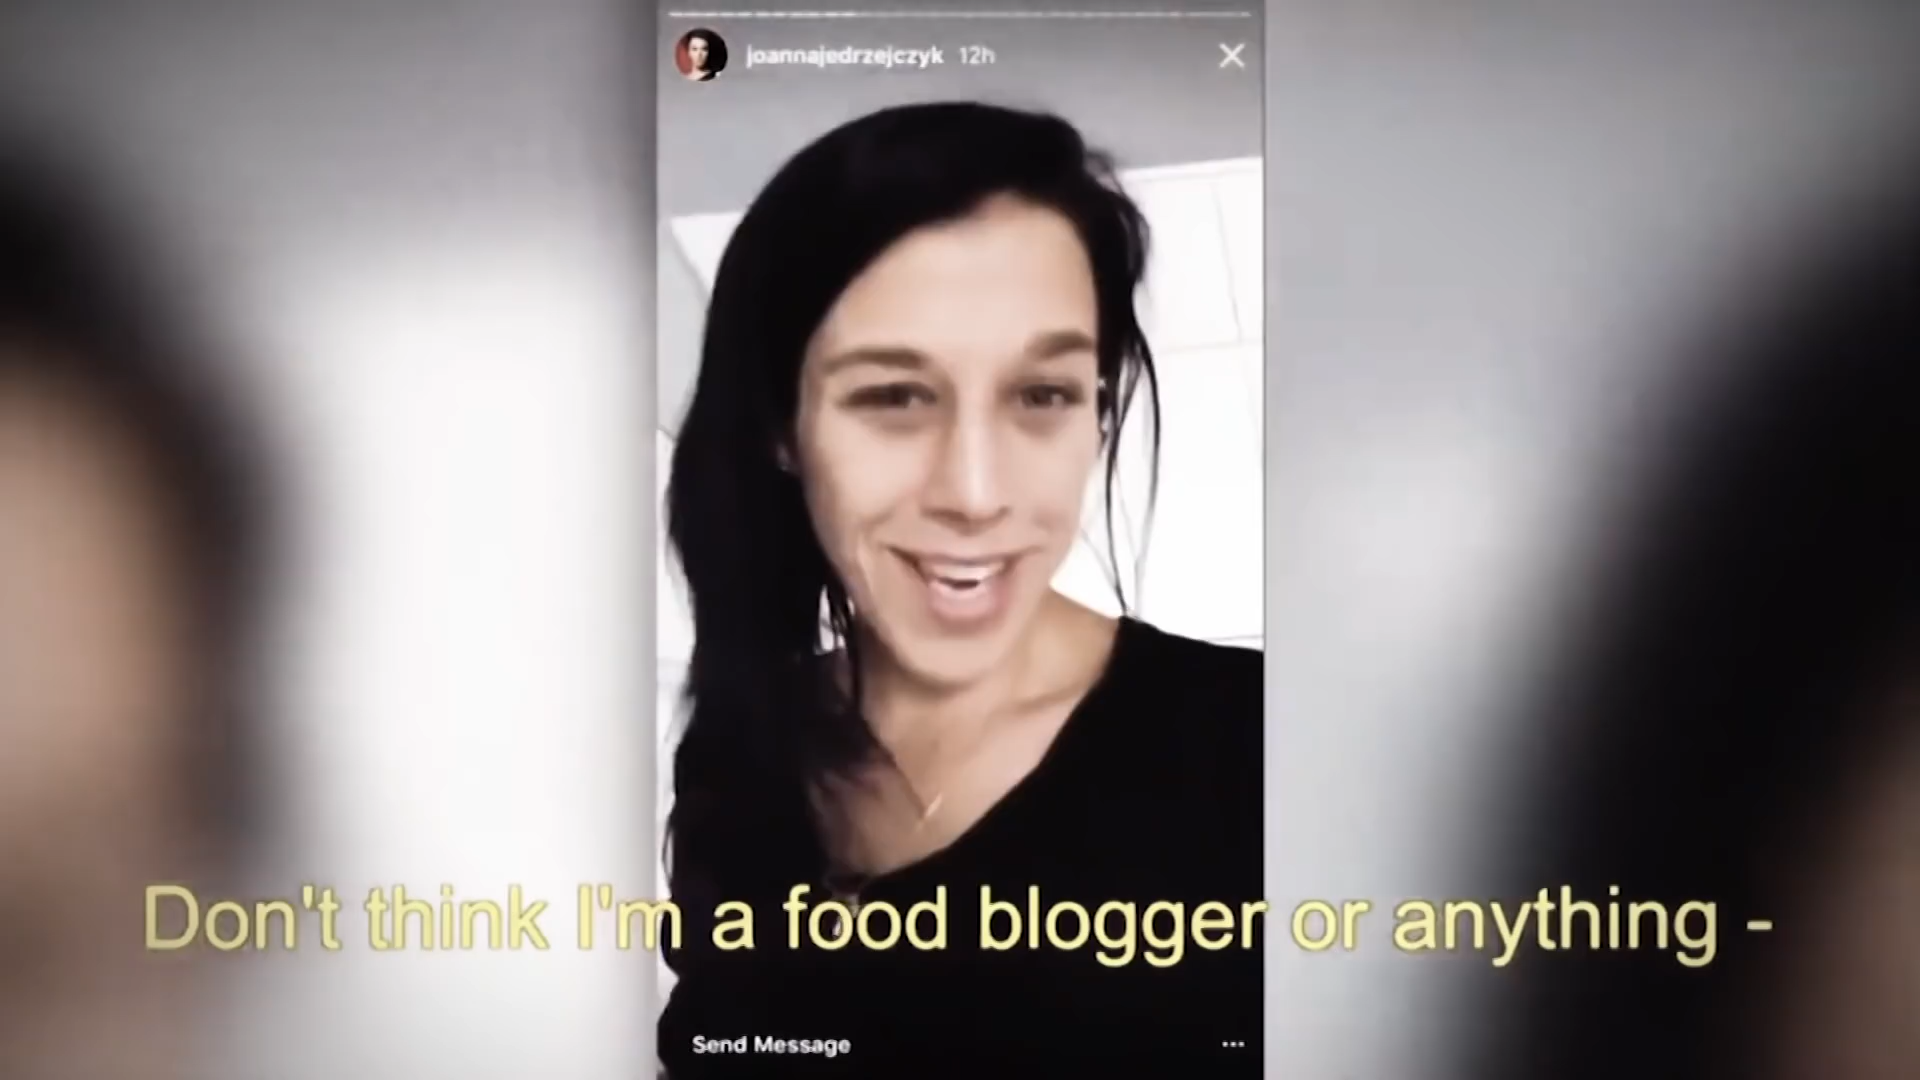 joannajedrzejczyk 12h
Don't think I'm a food blogger or anything -
Send Message